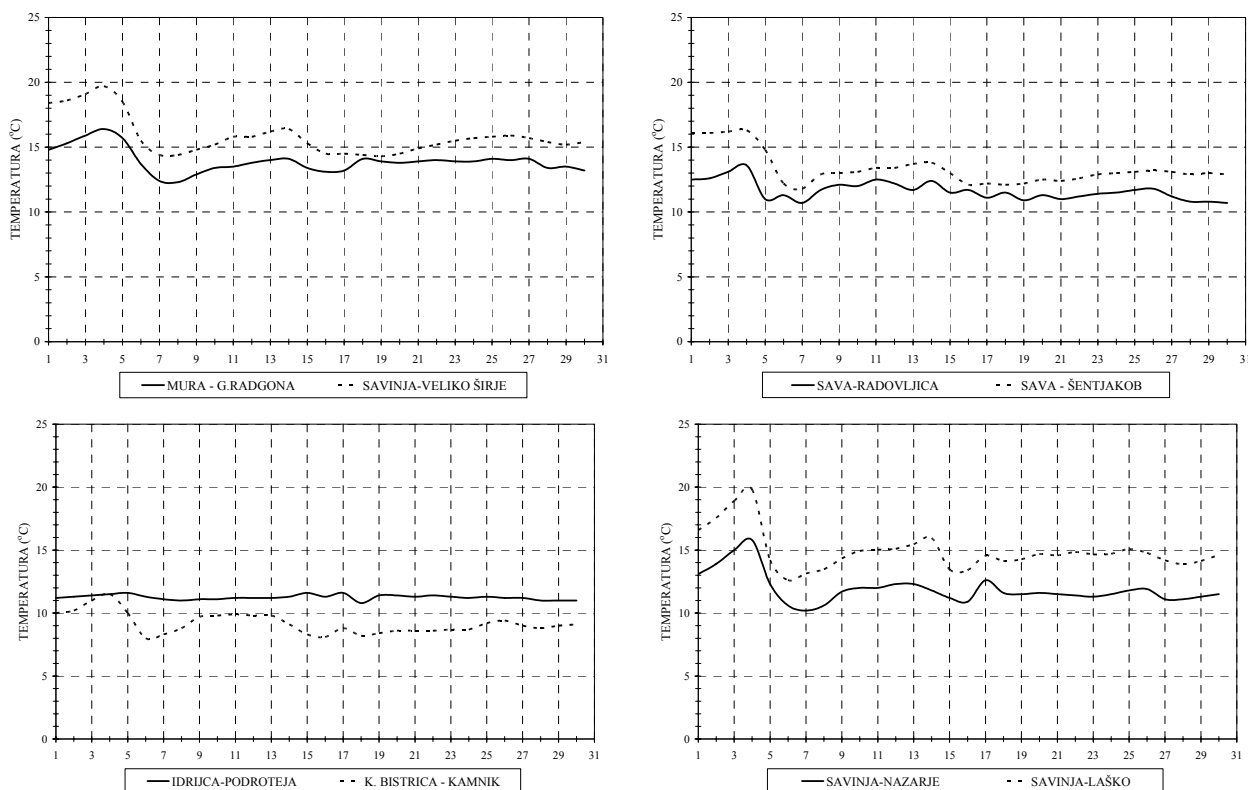 25
20
15
10
5
0
TEMPERATURA (°C)
1 3 5 7 9 11 13 15 17 19 21 23 25 27 29 31
MURA - G.RADGONA SAVINJA-VELIKO ŠIRJE
25
20
15
10
5
0
TEMPERATURA (°C)
1 3 5 7 9 11 13 15 17 19 21 23 25 27 29 31
SAVA-RADOVLJICA SAVA - ŠENTJAKOB
25
20
15
10
5
0
TEMPERATURA (°C)
1 3 5 7 9 11 13 15 17 19 21 23 25 27 29 31
IDRIJCA-PODROTEJA K. BISTRICA - KAMNIK
25
20
15
10
5
0
TEMPERATURA (°C)
1 3 5 7 9 11 13 15 17 19 21 23 25 27 29 31
SAVINJA-NAZARJE SAVINJA-LAŠKO